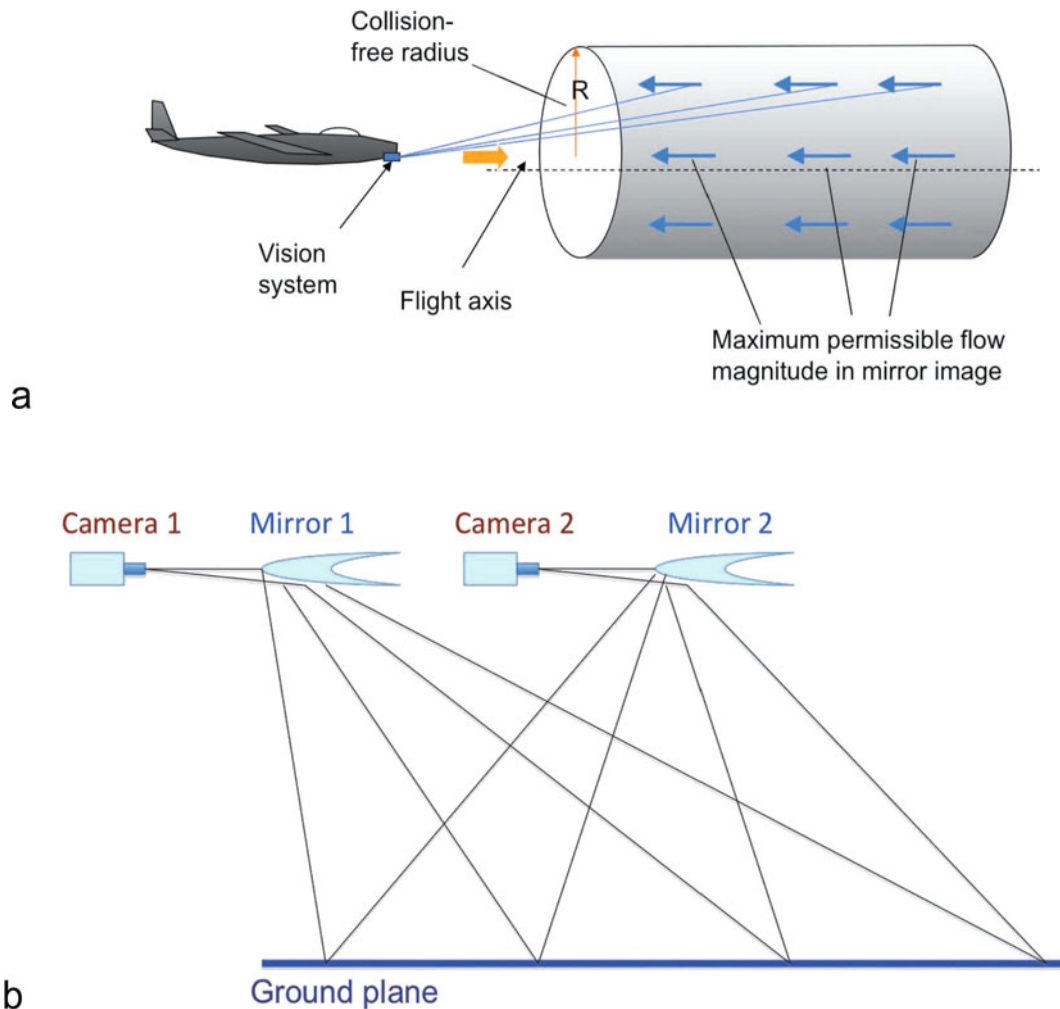 Collision-
free radius
R
Vision
system
Flight axis
Maximum permissible flow
magnitude in mirror image
a
Camera 1
Mirror 1
Camera 2
Mirror 2
Ground plane
b